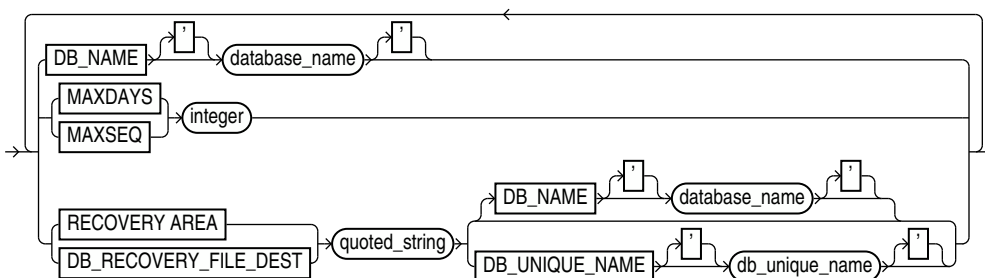 DB_NAME ' database_name '
MAXDAYS
MAXSEQ
integer
RECOVERY AREA
DB_RECOVERY_FILE_DEST
quoted_string
DB_NAME ' database_name '
DB_UNIQUE_NAME ' db_unique_name '